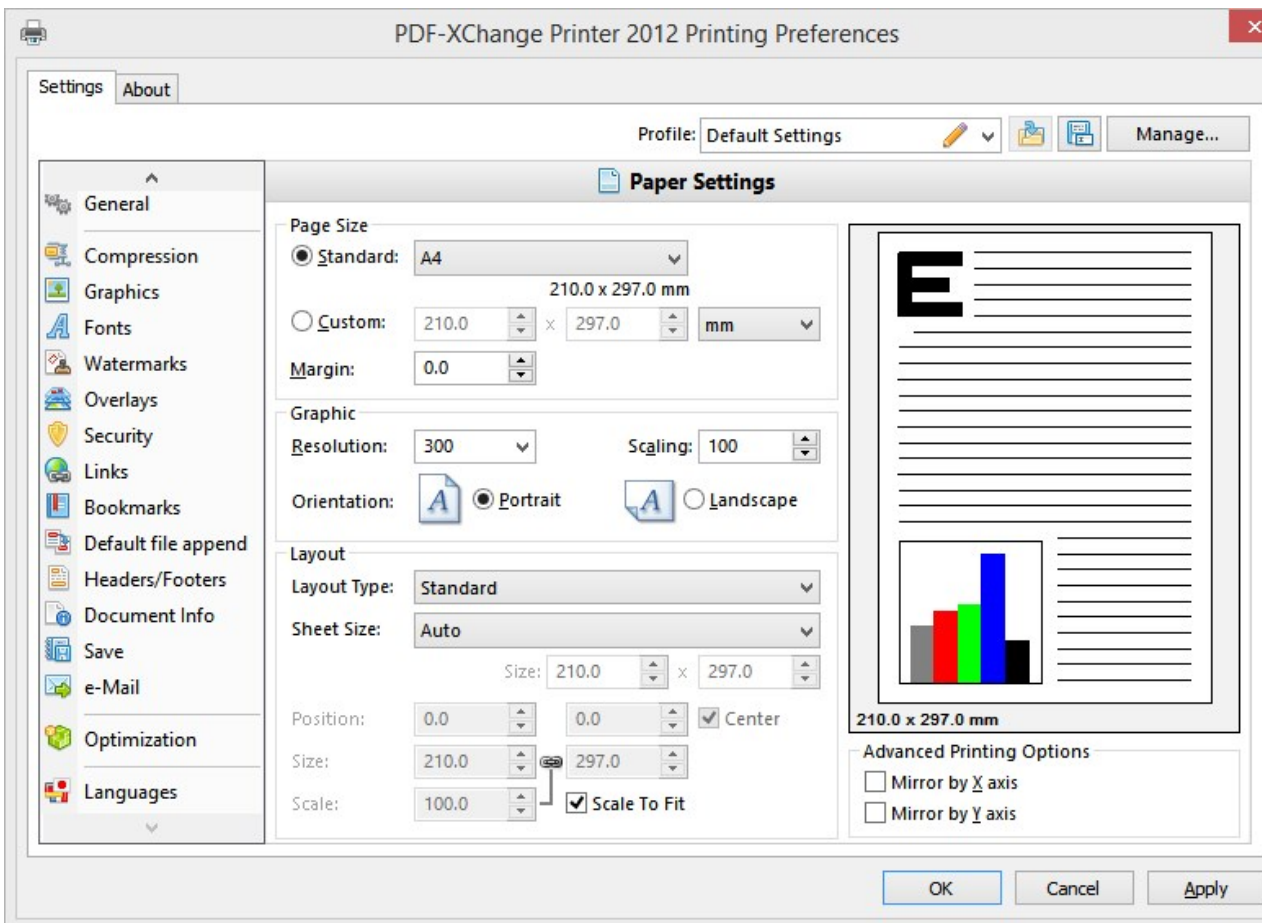 PDF-XChange Printer 2012 Printing Preferences
Settings About
Profile: Default Settings Manage...
General
Compression
Graphics
Fonts
Watermarks
Overlays
Security
Links
Bookmarks
Default file append
Headers/Footers
Document Info
Save
e-Mail
Optimization
Languages
Paper Settings
Page Size
Standard: A4
210.0 x 297.0 mm
Custom: 210.0 x 297.0 mm
Margin: 0.0
Graphic
Resolution: 300 Scaling: 100
Orientation: A Portrait A Landscape
Layout
Layout Type: Standard
Sheet Size: Auto
Size: 210.0 x 297.0
Position: 0.0 0.0 Center
Size: 210.0 297.0
Scale: 100.0 Scale To Fit
E
210.0 x 297.0 mm
Advanced Printing Options
Mirror by X axis
Mirror by Y axis
OK Cancel Apply